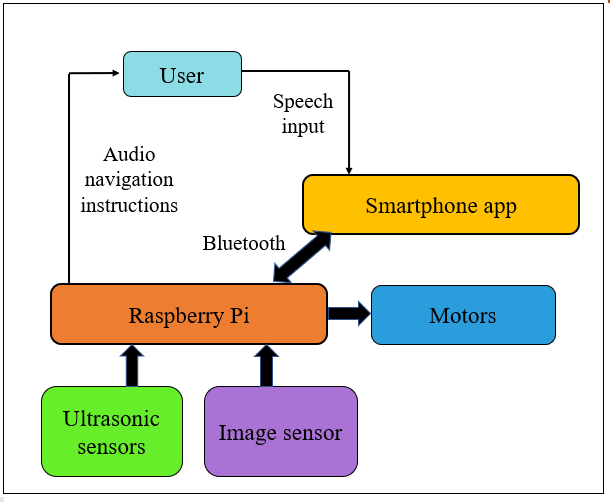 User
Speech
input
Audio
navigation
instructions
Smartphone app
Bluetooth
Raspberry Pi
Motors
Ultrasonic
sensors
Image sensor